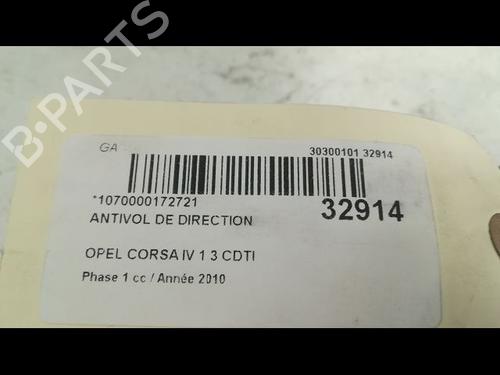 B-PARTS
GA
30300101 32914
*1070000172721
32914
ANTIVOL DE DIRECTION
OPEL CORSA IV 1 3 CDTI
Phase 1 cc / Année 2010